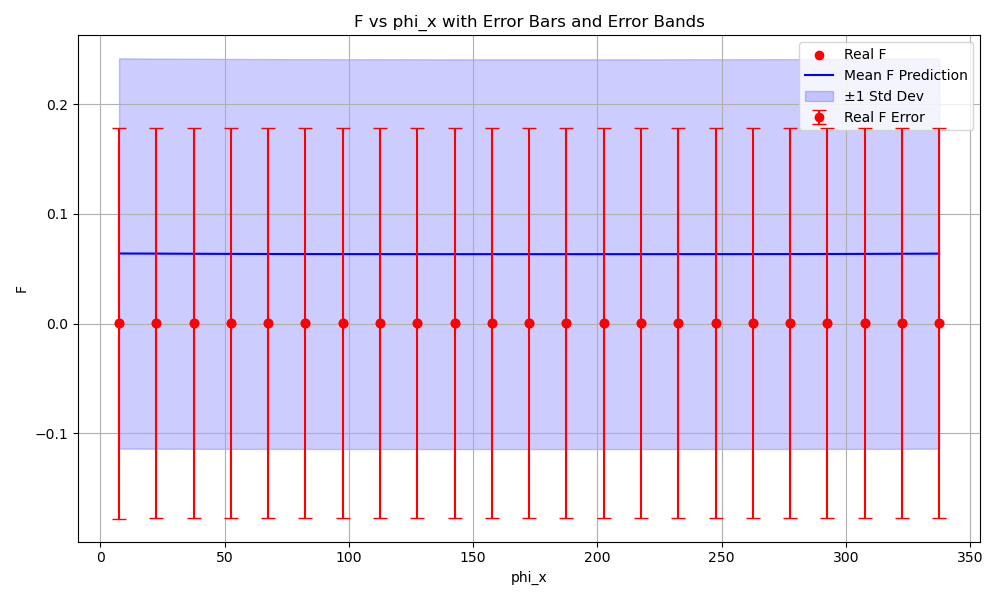 F vs phi_x with Error Bars and Error Bands
Real F
Mean F Prediction
±1 Std Dev
Real F Error
0.2
0.1
0.0
−0.1
F
0
50
100
150
200
250
300
350
phi_x